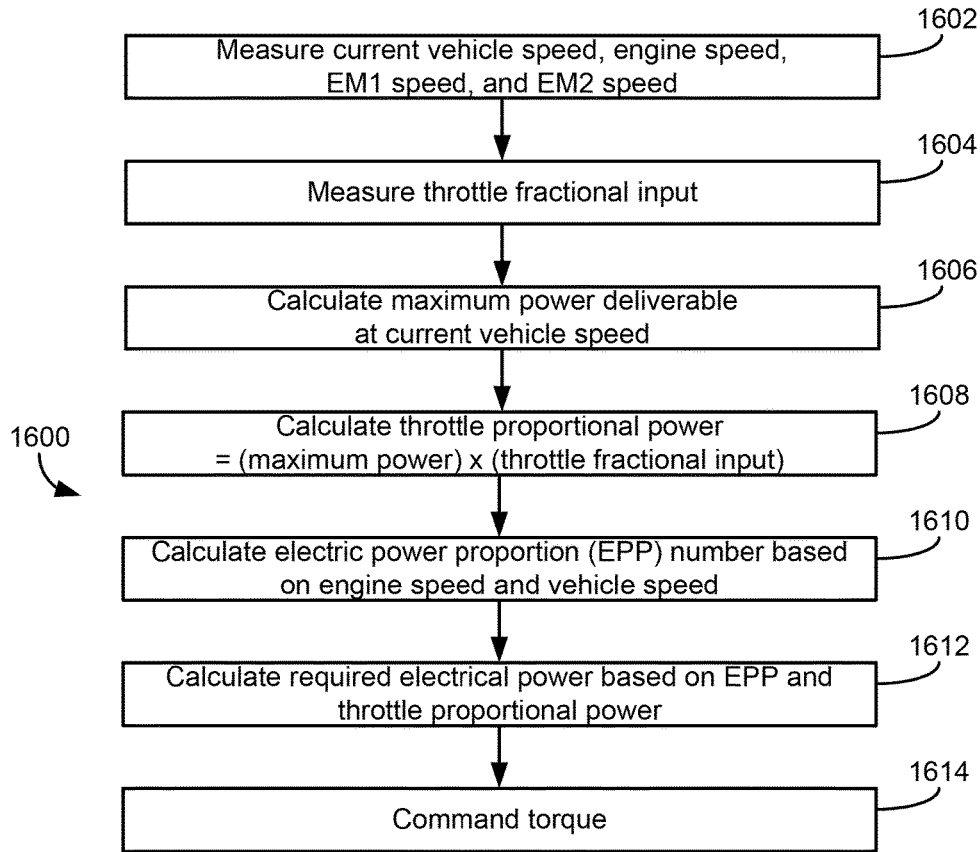 1602
Measure current vehicle speed, engine speed,
EM1 speed, and EM2 speed
1604
Measure throttle fractional input
1606
Calculate maximum power deliverable
at current vehicle speed
1608
Calculate throttle proportional power
= (maximum power) x (throttle fractional input)
1600
1610
Calculate electric power proportion (EPP) number based
on engine speed and vehicle speed
1612
Calculate required electrical power based on EPP and
throttle proportional power
1614
Command torque